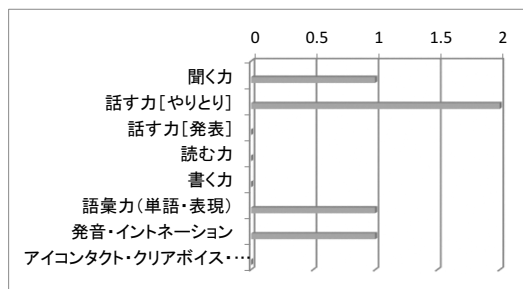 0 0.5 1 1.5 2
聞く力
話す力[やりとり]
話す力[発表]
読む力
書く力
語彙力(単語・表現)
発音・イントネーション
アイコンタクト・クリアボイス・…